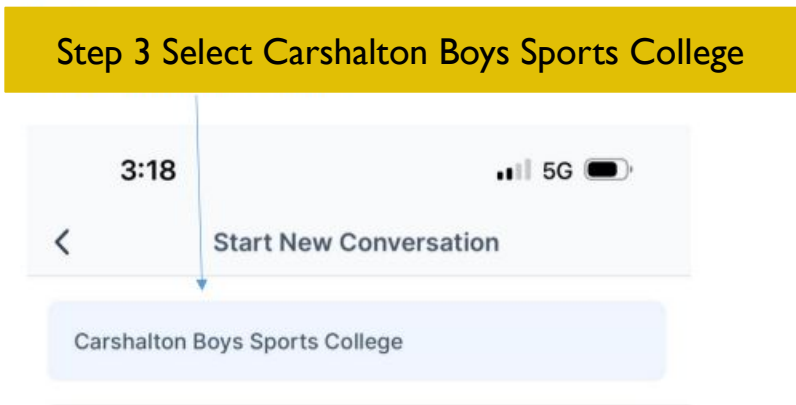 Step 3 Select Carshalton Boys Sports College
3:18 5G
Start New Conversation
Carshalton Boys Sports College